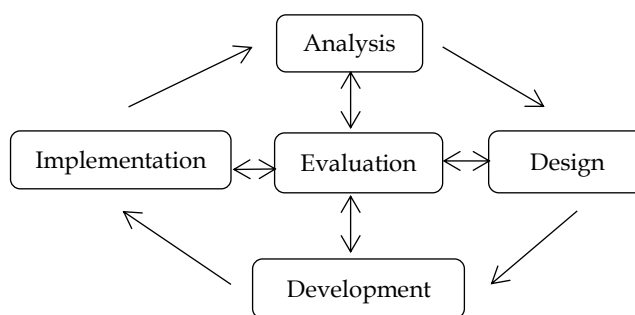 Analysis
Implementation
Evaluation
Design
Development